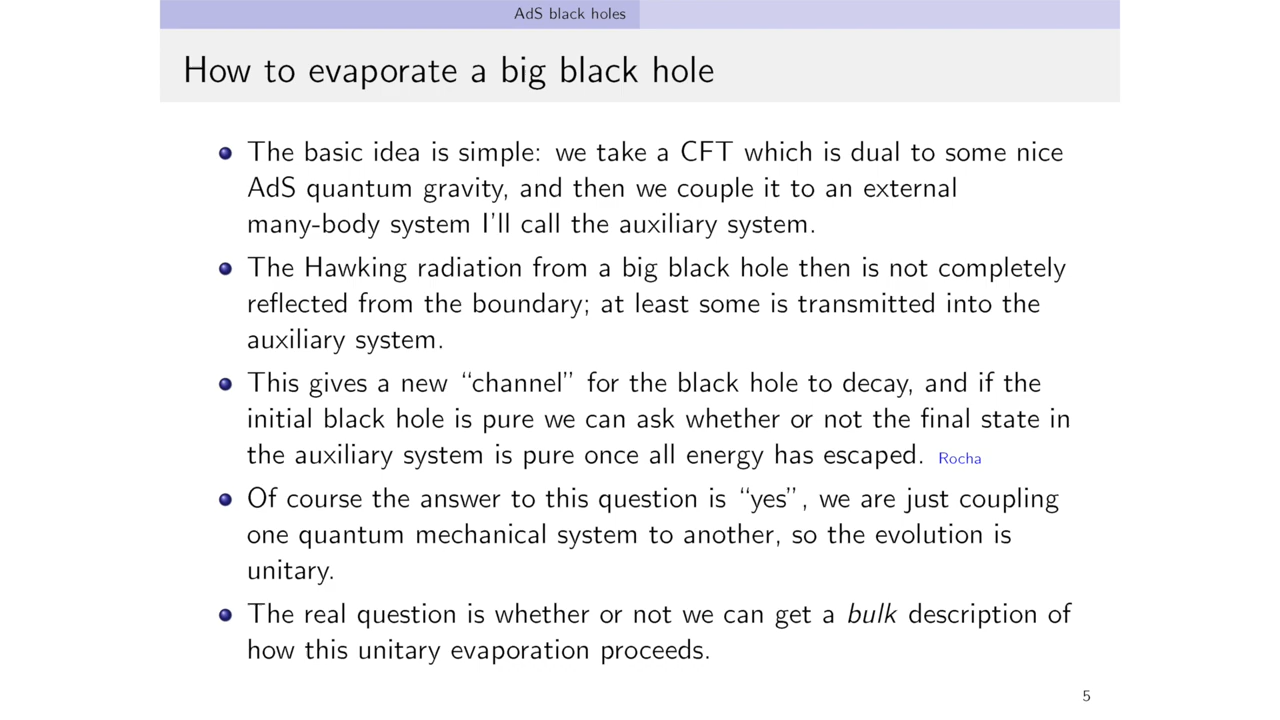 AdS black holes
How to evaporate a big black hole
The basic idea is simple: we take a CFT which is dual to some nice
AdS quantum gravity, and then we couple it to an external
many-body system I'll call the auxiliary system.
The Hawking radiation from a big black hole then is not completely
reflected from the boundary; at least some is transmitted into the
auxiliary system.
This gives a new “channel” for the black hole to decay, and if the
initial black hole is pure we can ask whether or not the final state in
the auxiliary system is pure once all energy has escaped. Rocha
Of course the answer to this question is “yes”, we are just coupling
one quantum mechanical system to another, so the evolution is
unitary.
The real question is whether or not we can get a bulk description of
how this unitary evaporation proceeds.
5